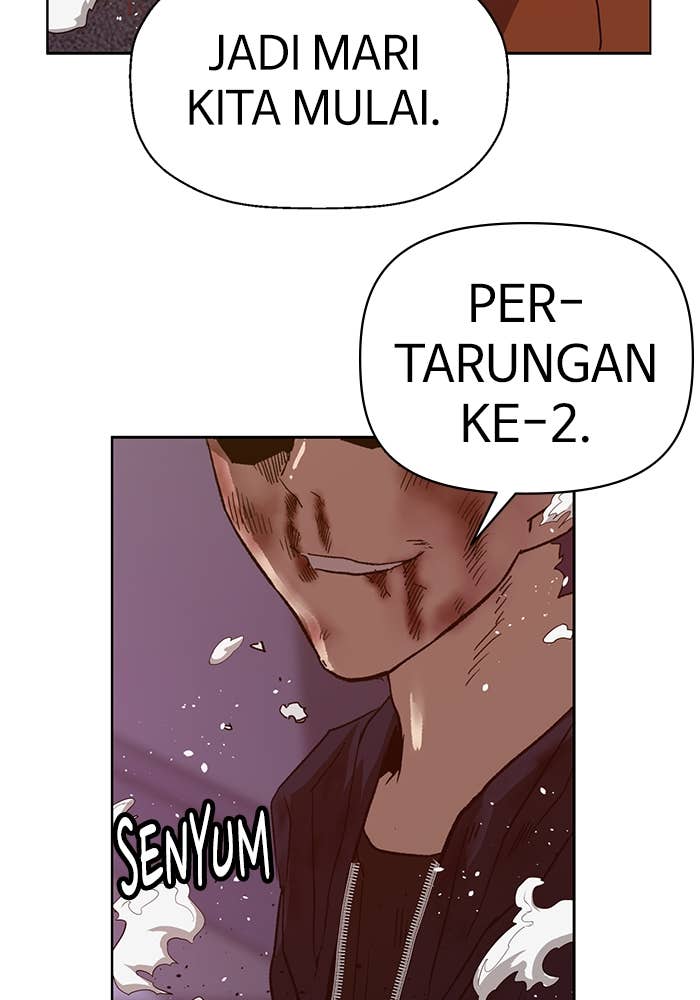 JADI MARI
KITA MULAI.
PER-
TARUNGAN
KE-2.
SENYUM